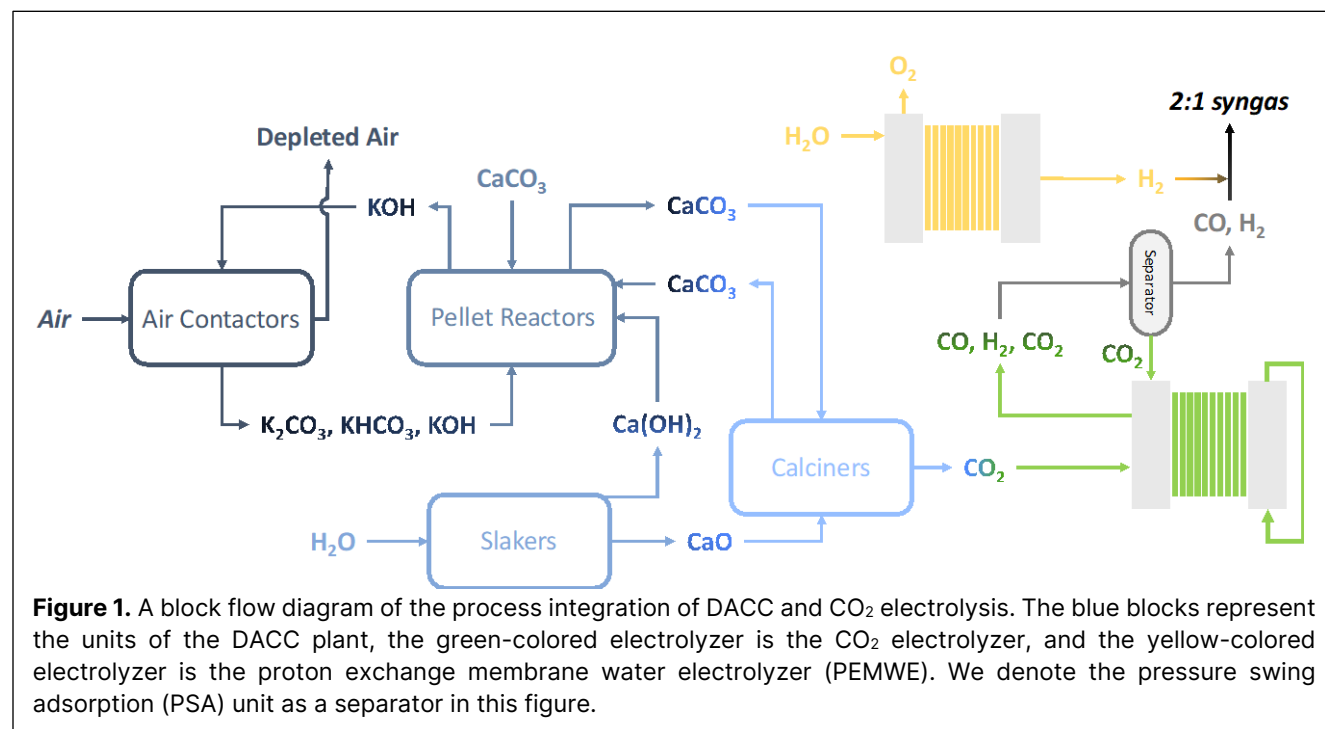 O₂
2:1 syngas
H₂O
Depleted Air
CaCO₃
H₂
KOH
CaCO₃
CO, H₂
Separator
CaCO₃
Air
Air Contactors
Pellet Reactors
CO, H₂, CO₂
CO₂
K₂CO₃, KHCO₃, KOH
Ca(OH)₂
Calciners
CO₂
H₂O
Slakers
CaO
Figure 1. A block flow diagram of the process integration of DACC and CO₂ electrolysis. The blue blocks represent
the units of the DACC plant, the green-colored electrolyzer is the CO₂ electrolyzer, and the yellow-colored
electrolyzer is the proton exchange membrane water electrolyzer (PEMWE). We denote the pressure swing
adsorption (PSA) unit as a separator in this figure.